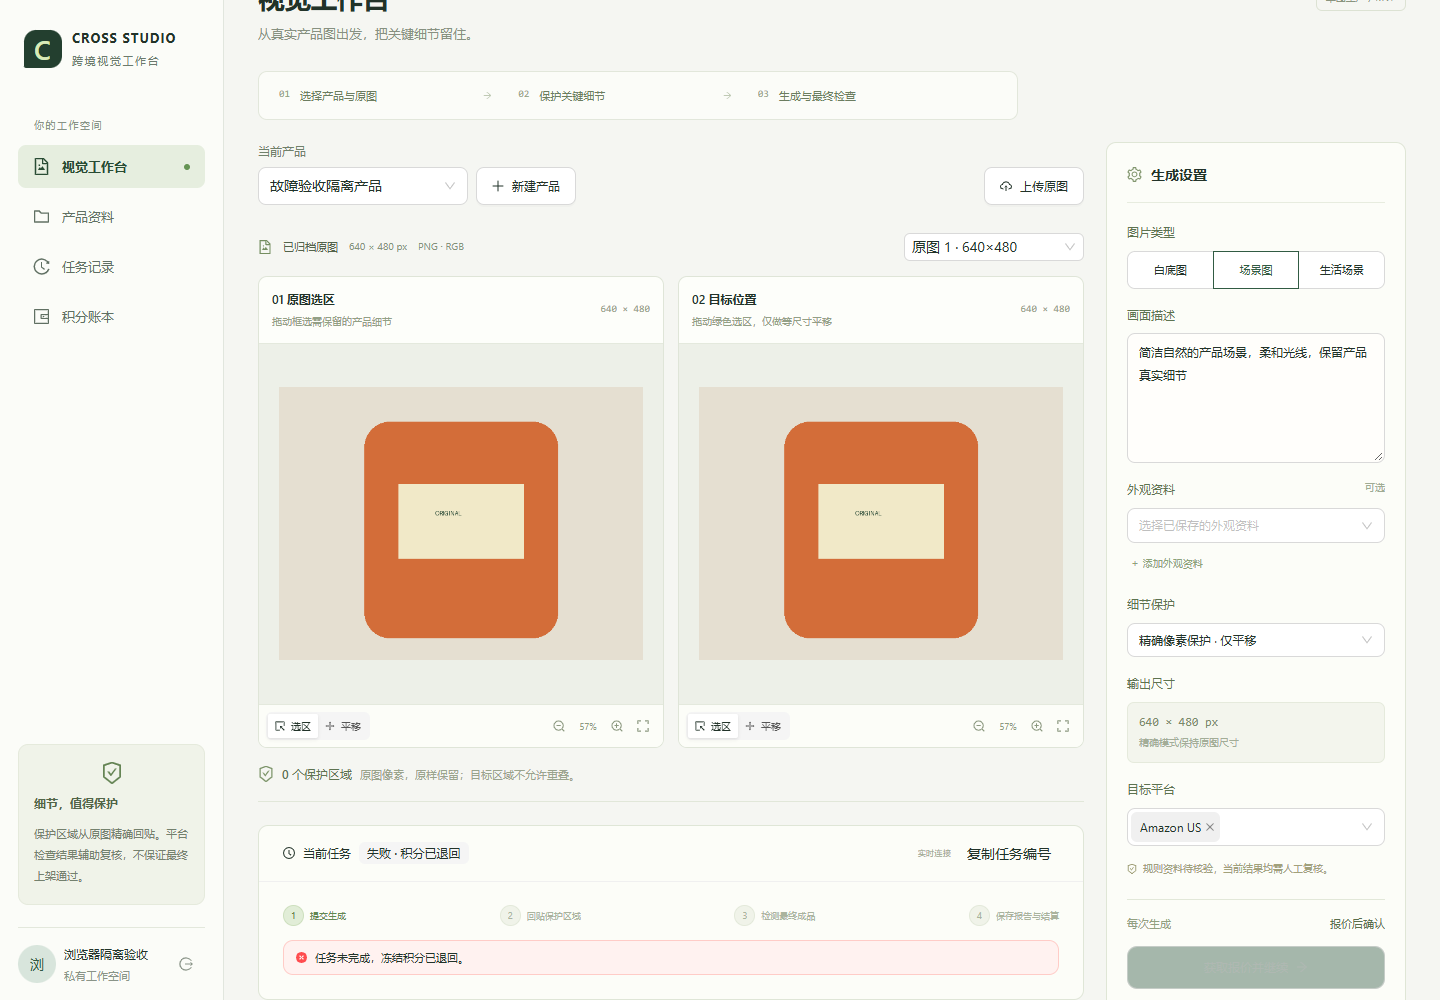 C
CROSS STUDIO
跨境视觉工作台
你的工作空间
视觉工作台
产品资料
任务记录
积分账本
细节，值得保护
保护区域从原图精确回贴。平台
检查结果辅助复核，不保证最终
上架通过。
浏
浏览器隔离验收
私有工作空间
视觉工作台
从真实产品图出发，把关键细节留住。
01 选择产品与原图
→
02 保护关键细节
→
03 生成与最终检查
当前产品
故障验收隔离产品
新建产品
上传原图
已归档原图 640 × 480 px PNG · RGB
原图 1 · 640×480
01 原图选区
拖动框选需保留的产品细节
640 × 480
ORIGINAL
选区
平移
57%
02 目标位置
拖动绿色选区，仅做等尺寸平移
640 × 480
ORIGINAL
选区
平移
57%
0 个保护区域 原图像素，原样保留；目标区域不允许重叠。
当前任务 失败 · 积分已退回
实时连接 复制任务编号
1 提交生成
2 回贴保护区域
3 检测最终成品
4 保存报告与结算
任务未完成，冻结积分已退回。
生成设置
图片类型
白底图
场景图
生活场景
画面描述
简洁自然的产品场景，柔和光线，保留产品
真实细节
外观资料 可选
选择已保存的外观资料
+ 添加外观资料
细节保护
精确像素保护 · 仅平移
输出尺寸
640 × 480 px
精确模式保持原图尺寸
目标平台
Amazon US ×
规则资料待核验，当前结果均需人工复核。
每次生成 报价后确认